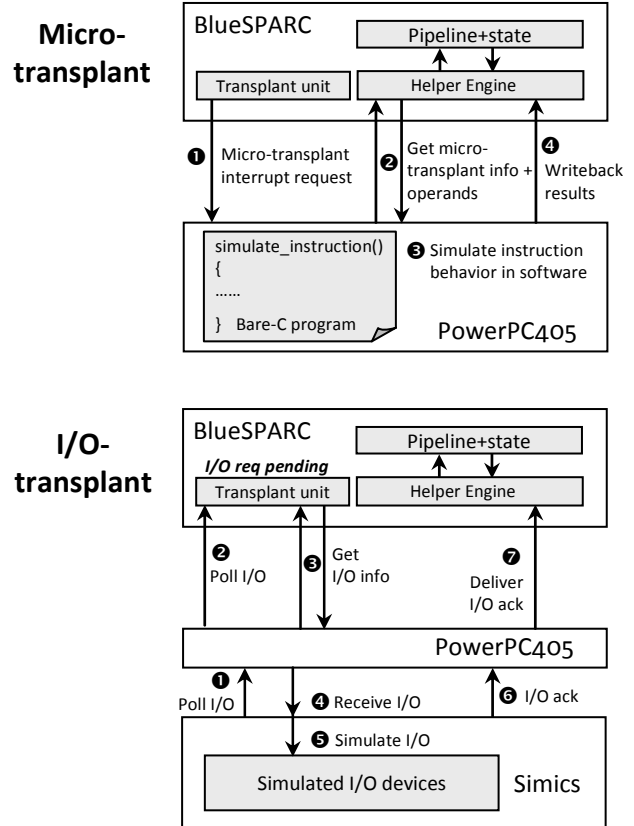 Micro-
transplant
BlueSPARC
Pipeline+state
Transplant unit
Helper Engine
❶
Micro-transplant
interrupt request
❷
Get micro-
transplant info +
operands
❹
Writeback
results
simulate_instruction()
{
......
} Bare-C program
❸ Simulate instruction
behavior in software
PowerPC405
I/O-
transplant
BlueSPARC
Pipeline+state
I/O req pending
Transplant unit
Helper Engine
❷
Poll I/O
❸
Get
I/O info
❼
Deliver
I/O ack
PowerPC405
❶
Poll I/O
❹ Receive I/O
❻ I/O ack
❺ Simulate I/O
Simulated I/O devices
Simics